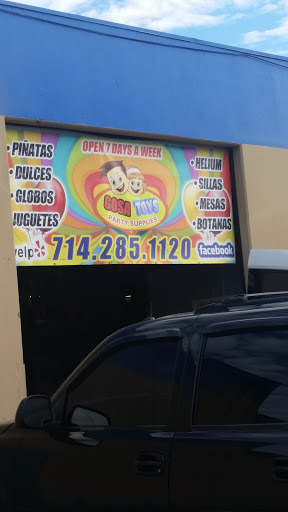 OPEN 7 DAYS A WEEK
• PIÑATAS
• DULCES
• GLOBOS
JUGUETES
GOSA TOYS
PARTY SUPPLIES
• HELIUM
• SILLAS
• MESAS
• BOTANAS
yelp
714.285.1120
facebook